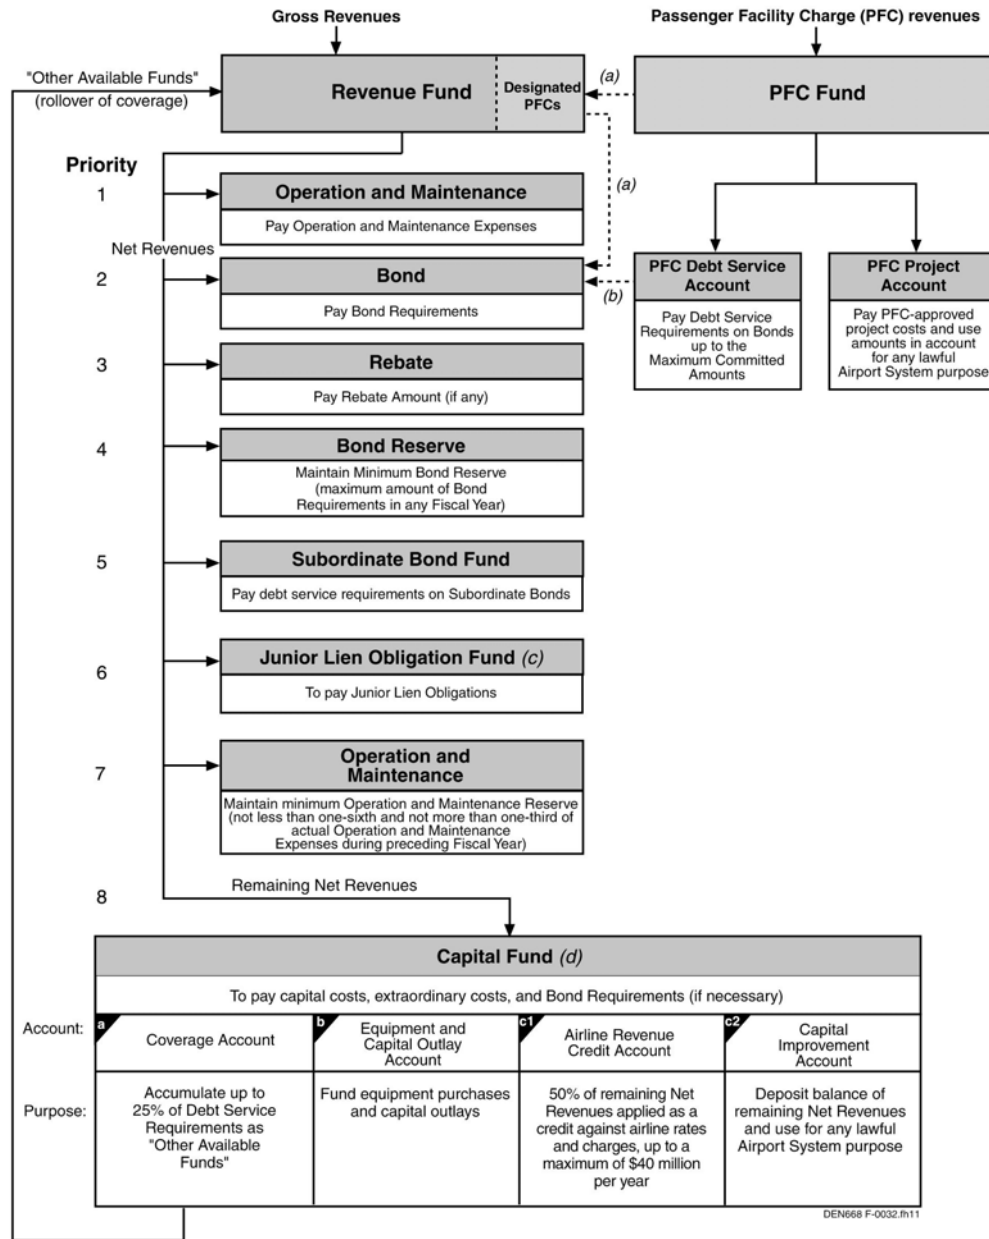 Gross Revenues
Passenger Facility Charge (PFC) revenues
"Other Available Funds"
(rollover of coverage)
Revenue Fund
Designated
PFCs
(a)
PFC Fund
Priority
1
Operation and Maintenance
Pay Operation and Maintenance Expenses
(a)
Net Revenues
2
Bond
Pay Bond Requirements
(b)
PFC Debt Service
Account
Pay Debt Service
Requirements on Bonds
up to the
Maximum Committed
Amounts
PFC Project
Account
Pay PFC-approved
project costs and use
amounts in account
for any lawful
Airport System purpose
3
Rebate
Pay Rebate Amount (if any)
4
Bond Reserve
Maintain Minimum Bond Reserve
(maximum amount of Bond
Requirements in any Fiscal Year)
5
Subordinate Bond Fund
Pay debt service requirements on Subordinate Bonds
6
Junior Lien Obligation Fund (c)
To pay Junior Lien Obligations
7
Operation and
Maintenance
Maintain minimum Operation and Maintenance Reserve
(not less than one-sixth and not more than one-third of
actual Operation and Maintenance
Expenses during preceding Fiscal Year)
8
Remaining Net Revenues
Capital Fund (d)
To pay capital costs, extraordinary costs, and Bond Requirements (if necessary)
Account:
a
Coverage Account
b
Equipment and
Capital Outlay
Account
c1
Airline Revenue
Credit Account
c2
Capital
Improvement
Account
Purpose:
Accumulate up to
25% of Debt Service
Requirements as
"Other Available
Funds"
Fund equipment purchases
and capital outlays
50% of remaining Net
Revenues applied as a
credit against airline rates
and charges, up to a
maximum of $40 million
per year
Deposit balance of
remaining Net Revenues
and use for any lawful
Airport System purpose
DEN668 F-0032.fh11